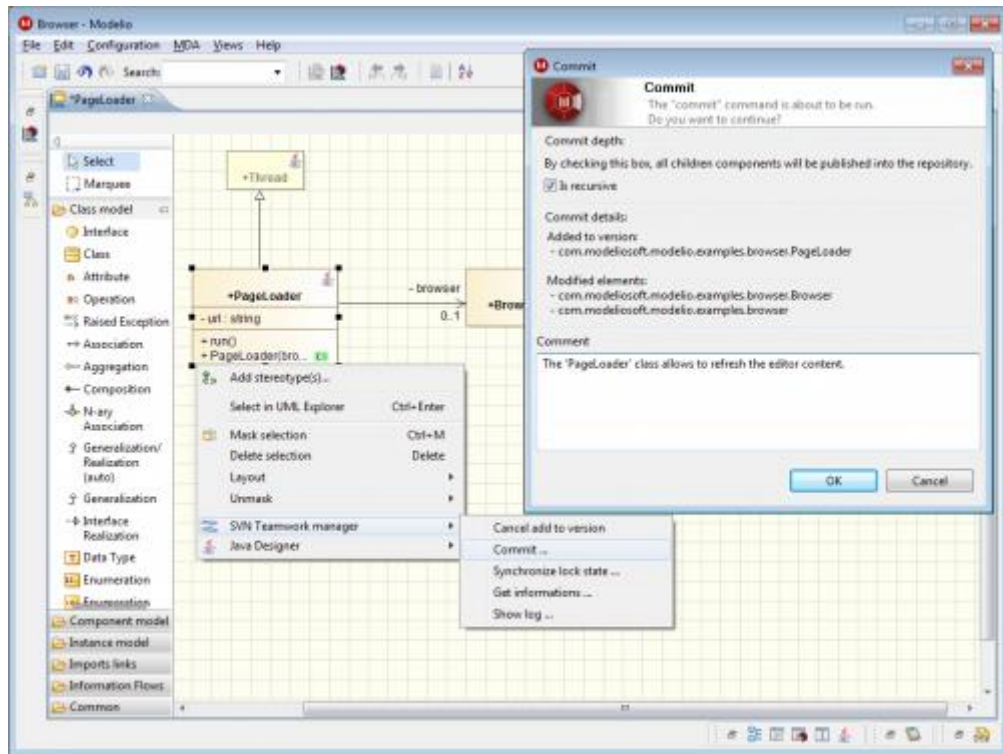 Browser - Modelio
File Edit Configuration MDA Views Help
Search:
*PageLoader
Select
Marquee
Class model
Interface
Class
Attribute
Operation
Raised Exception
Association
Aggregation
Composition
N-ary
Association
Generalization/
Realization
(auto)
Generalization
Interface
Realization
Data Type
Enumeration
Enumeration
Component model
Instance model
Imports links
Information Flows
Common
+Thread
+PageLoader
- url : string
+ run()
+ PageLoader(bro...
- browser
0..1
+Brow
Add stereotype(s)...
Select in UML Explorer Ctrl+Enter
Mask selection Ctrl+M
Delete selection Delete
Layout
Unmask
SVN Teamwork manager
Java Designer
Cancel add to version
Commit ...
Synchronize lock state ...
Get informations ...
Show log ...
Commit
Commit
The "commit" command is about to be run.
Do you want to continue?
Commit depth:
By checking this box, all children components will be published into the repository.
Is recursive
Commit details:
Added to version:
- com.modeliosoft.modelio.examples.browser.PageLoader
Modified elements:
- com.modeliosoft.modelio.examples.browser.Browser
- com.modeliosoft.modelio.examples.browser
Comment
The 'PageLoader' class allows to refresh the editor content.
OK Cancel